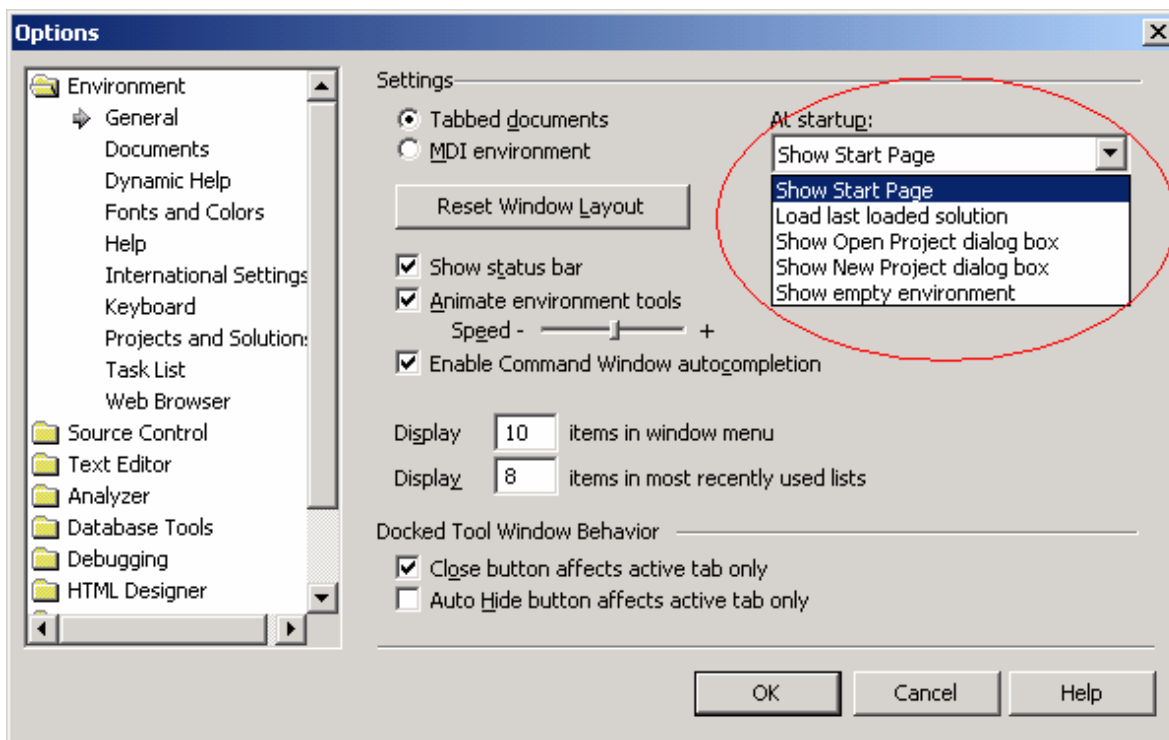 Options
Environment
General
Documents
Dynamic Help
Fonts and Colors
Help
International Settings
Keyboard
Projects and Solution
Task List
Web Browser
Source Control
Text Editor
Analyzer
Database Tools
Debugging
HTML Designer
Settings
Tabbed documents
MDI environment
Reset Window Layout
Show status bar
Animate environment tools
Speed - +
Enable Command Window autocompletion
Display 10 items in window menu
Display 8 items in most recently used lists
At startup:
Show Start Page
Show Start Page
Load last loaded solution
Show Open Project dialog box
Show New Project dialog box
Show empty environment
Docked Tool Window Behavior
Close button affects active tab only
Auto Hide button affects active tab only
OK Cancel Help